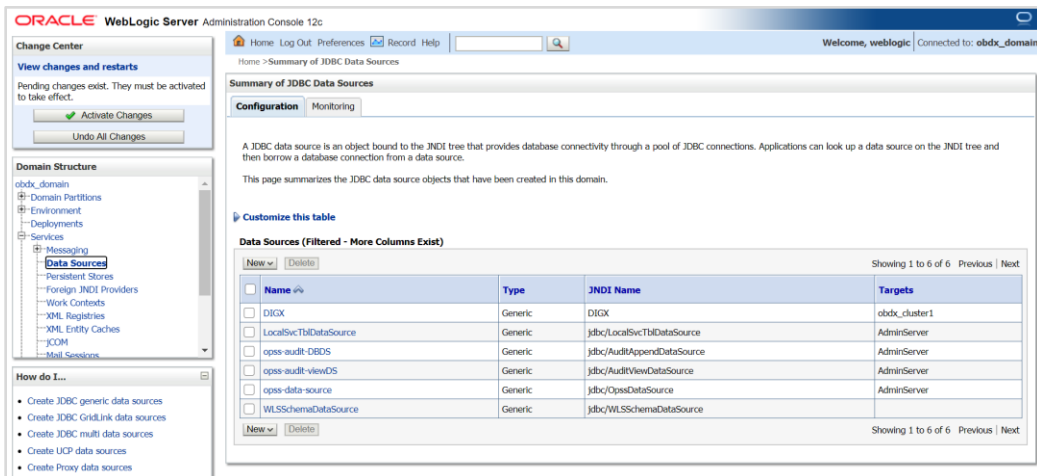 ORACLE WebLogic Server Administration Console 12c
Change Center
View changes and restarts
Pending changes exist. They must be activated
to take effect.
Activate Changes
Undo All Changes
Domain Structure
obdx_domain
Domain Partitions
Environment
Deployments
Services
Messaging
Data Sources
Persistent Stores
Foreign JNDI Providers
Work Contexts
XML Registries
XML Entity Caches
jCOM
Mail Sessions
How do I...
Create JDBC generic data sources
Create JDBC GridLink data sources
Create JDBC multi data sources
Create UCP data sources
Create Proxy data sources
Home Log Out Preferences Record Help
Welcome, weblogic Connected to: obdx_domain
Home >Summary of JDBC Data Sources
Summary of JDBC Data Sources
Configuration Monitoring
A JDBC data source is an object bound to the JNDI tree that provides database connectivity through a pool of JDBC connections. Applications can look up a data source on the JNDI tree and
then borrow a database connection from a data source.
This page summarizes the JDBC data source objects that have been created in this domain.
Customize this table
Data Sources (Filtered - More Columns Exist)
New Delete Showing 1 to 6 of 6 Previous | Next
Name Type JNDI Name Targets
DIGX Generic DIGX obdx_cluster1
LocalSvcTblDataSource Generic jdbc/LocalSvcTblDataSource AdminServer
opss-audit-DBDS Generic jdbc/AuditAppendDataSource AdminServer
opss-audit-viewDS Generic jdbc/AuditViewDataSource AdminServer
opss-data-source Generic jdbc/OpssDataSource AdminServer
WLSSchemaDataSource Generic jdbc/WLSSchemaDataSource
New Delete Showing 1 to 6 of 6 Previous | Next